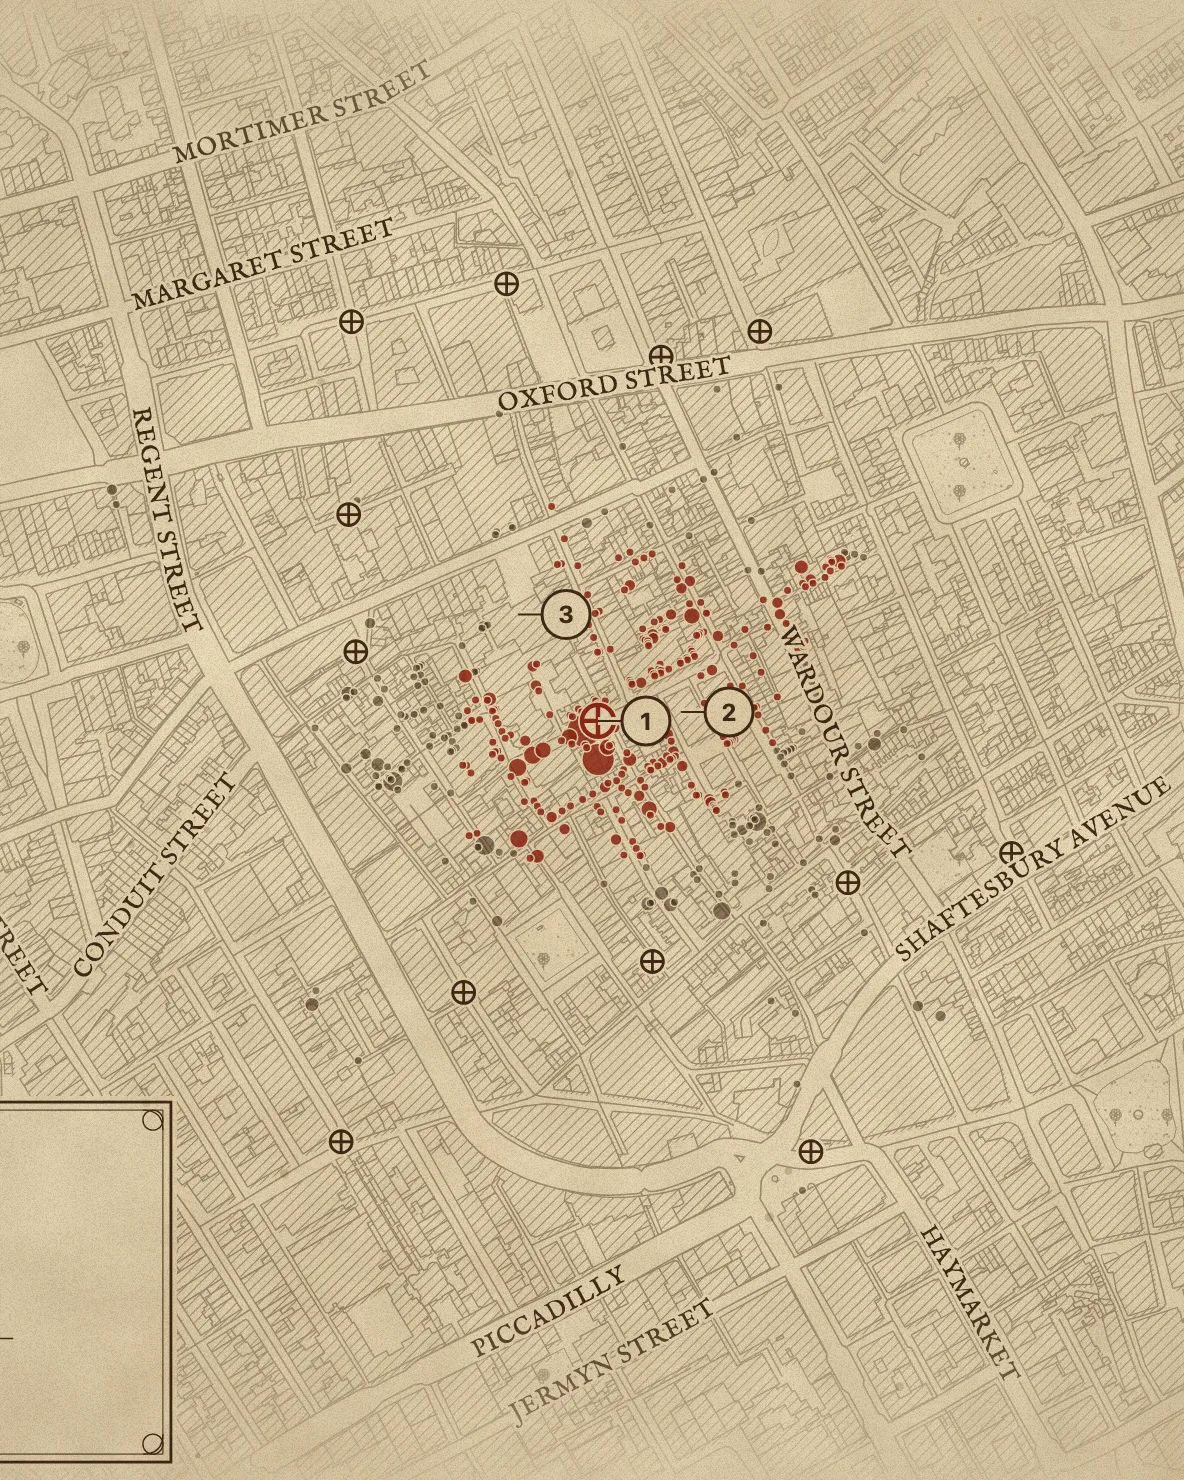 MORTIMER STREET
MARGARET STREET
OXFORD STREET
REGENT STREET
3
1
2
WARDOUR STREET
CONDUIT STREET
SHAFTESBURY AVENUE
HAYMARKET
PICCADILLY
JERMYN STREET